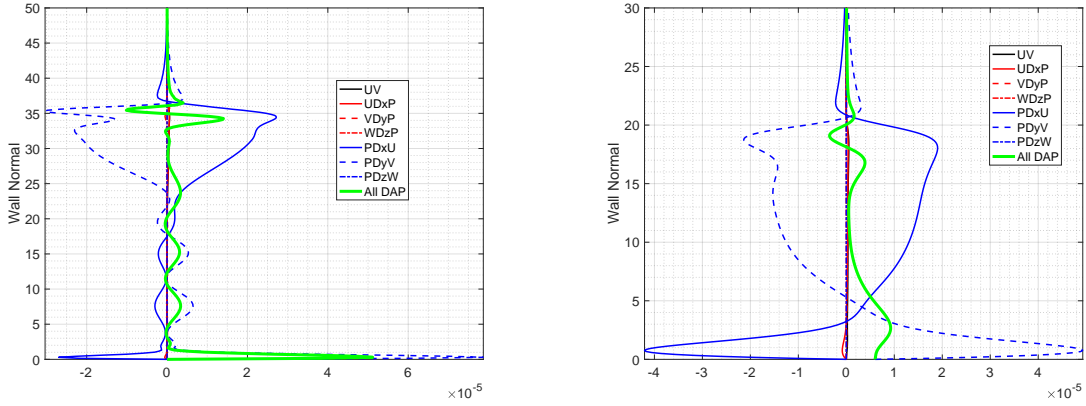 50
45
40
35
30
25
20
15
10
5
0
Wall Normal
-2
0
2
4
6
×10⁻⁵
UV
UDxP
VDyP
WDzP
PDxU
PDyV
PDzW
All DAP
30
25
20
15
10
5
0
Wall Normal
-4
-3
-2
-1
0
1
2
3
4
×10⁻⁵
UV
UDxP
VDyP
WDzP
PDxU
PDyV
PDzW
All DAP